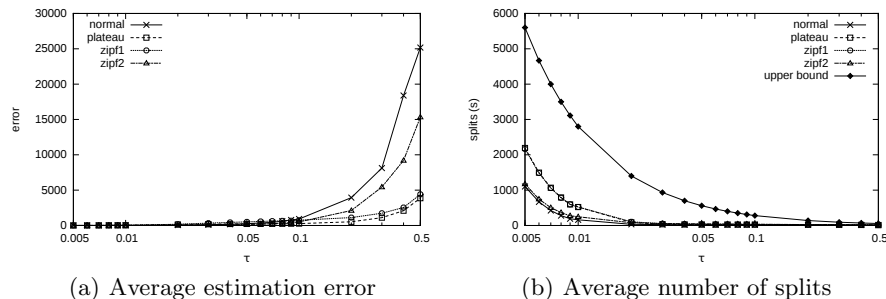 30000
25000
20000
15000
10000
5000
0
error
0.005
0.01
0.05
0.1
0.5
τ
normal
plateau
zipf1
zipf2
(a) Average estimation error
6000
5000
4000
3000
2000
1000
0
splits (s)
0.005
0.01
0.05
0.1
0.5
τ
normal
plateau
zipf1
zipf2
upper bound
(b) Average number of splits